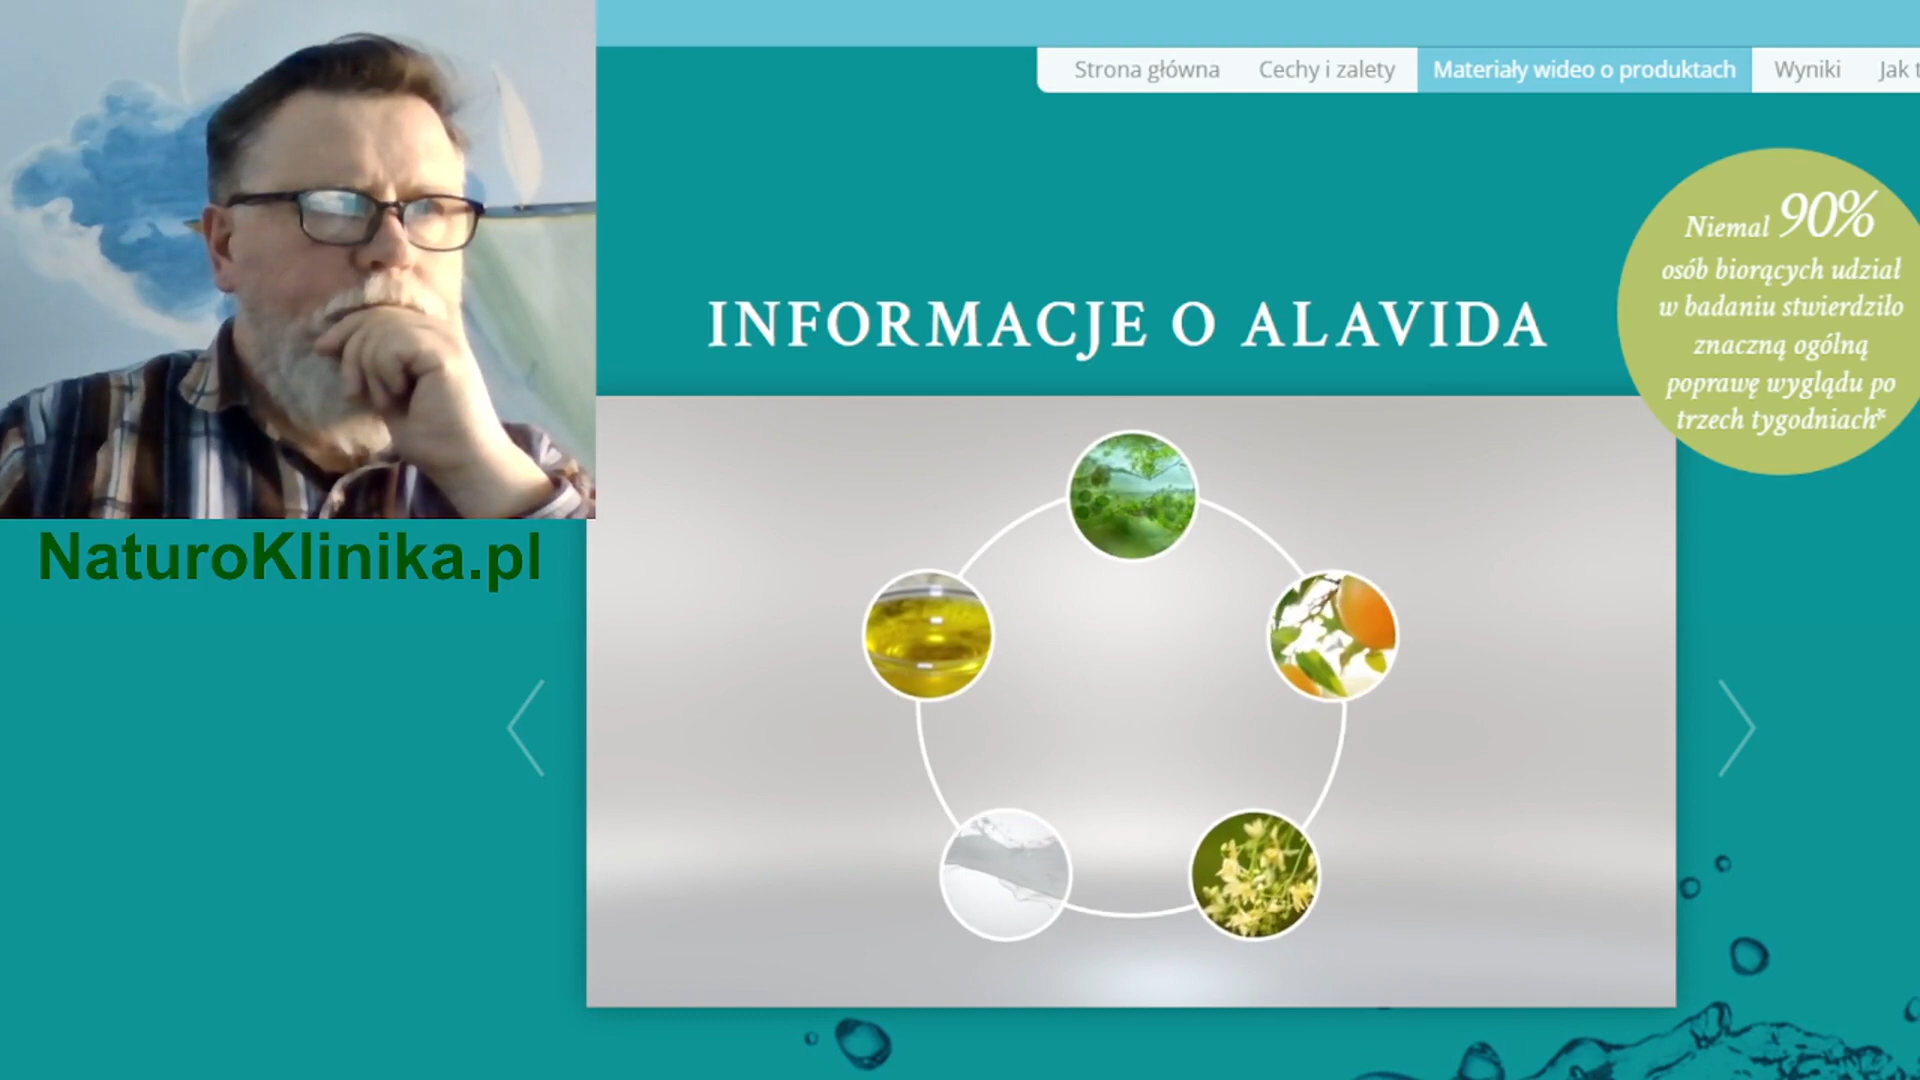 Strona główna
Cechy i zalety
Materiały wideo o produktach
Wyniki
Jak
Niemal 90%
osób biorących udział
w badaniu stwierdziło
znaczną ogólną
poprawę wyglądu po
trzech tygodniach*
INFORMACJE O ALAVIDA
NaturoKlinika.pl